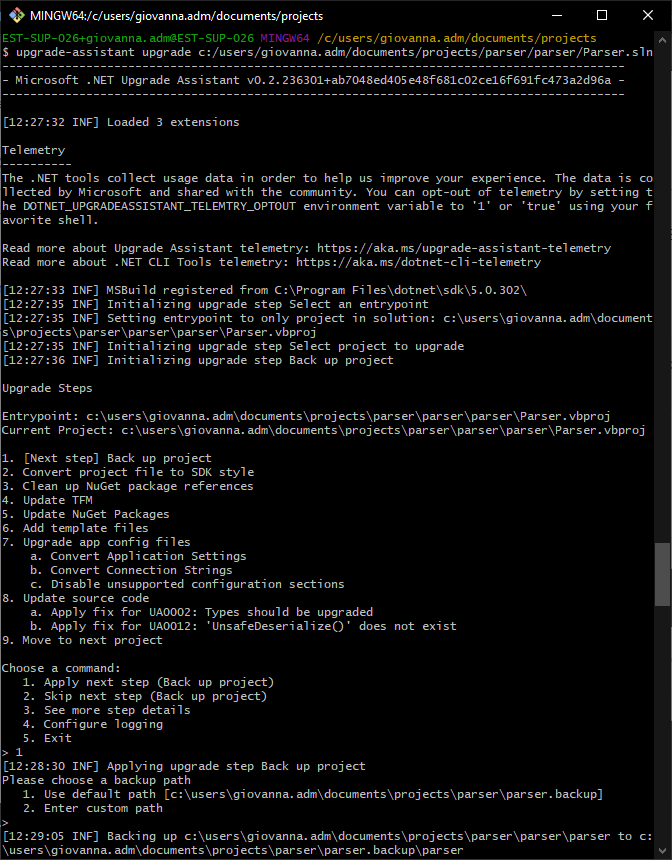 MINGW64:/c/users/giovanna.adm/documents/projects
EST-SUP-026+giovanna.adm@EST-SUP-026 MINGW64 /c/users/giovanna.adm/documents/projects
$ upgrade-assistant upgrade c:/users/giovanna.adm/documents/projects/parser/parser/Parser.sln
-----------------------------------------------------------------------------------------
- Microsoft .NET Upgrade Assistant v0.2.236301+ab7048ed405e48f681c02ce16f691fc473a2d96a -
-----------------------------------------------------------------------------------------
[12:27:32 INF] Loaded 3 extensions
Telemetry
----------
The .NET tools collect usage data in order to help us improve your experience. The data is co
llected by Microsoft and shared with the community. You can opt-out of telemetry by setting t
he DOTNET_UPGRADEASSISTANT_TELEMTRY_OPTOUT environment variable to '1' or 'true' using your f
avorite shell.
Read more about Upgrade Assistant telemetry: https://aka.ms/upgrade-assistant-telemetry
Read more about .NET CLI Tools telemetry: https://aka.ms/dotnet-cli-telemetry
[12:27:33 INF] MSBuild registered from C:\Program Files\dotnet\sdk\5.0.302\
[12:27:35 INF] Initializing upgrade step Select an entrypoint
[12:27:35 INF] Setting entrypoint to only project in solution: c:\users\giovanna.adm\document
s\projects\parser\parser\parser\Parser.vbproj
[12:27:35 INF] Initializing upgrade step Select project to upgrade
[12:27:36 INF] Initializing upgrade step Back up project
Upgrade Steps
Entrypoint: c:\users\giovanna.adm\documents\projects\parser\parser\parser\Parser.vbproj
Current Project: c:\users\giovanna.adm\documents\projects\parser\parser\parser\Parser.vbproj
1. [Next step] Back up project
2. Convert project file to SDK style
3. Clean up NuGet package references
4. Update TFM
5. Update NuGet Packages
6. Add template files
7. Upgrade app config files
a. Convert Application Settings
b. Convert Connection Strings
c. Disable unsupported configuration sections
8. Update source code
a. Apply fix for UA0002: Types should be upgraded
b. Apply fix for UA0012: 'UnsafeDeserialize()' does not exist
9. Move to next project
Choose a command:
1. Apply next step (Back up project)
2. Skip next step (Back up project)
3. See more step details
4. Configure logging
5. Exit
> 1
[12:28:30 INF] Applying upgrade step Back up project
Please choose a backup path
1. Use default path [c:\users\giovanna.adm\documents\projects\parser\parser.backup]
2. Enter custom path
>
[12:29:05 INF] Backing up c:\users\giovanna.adm\documents\projects\parser\parser\parser to c:
\users\giovanna.adm\documents\projects\parser\parser.backup\parser